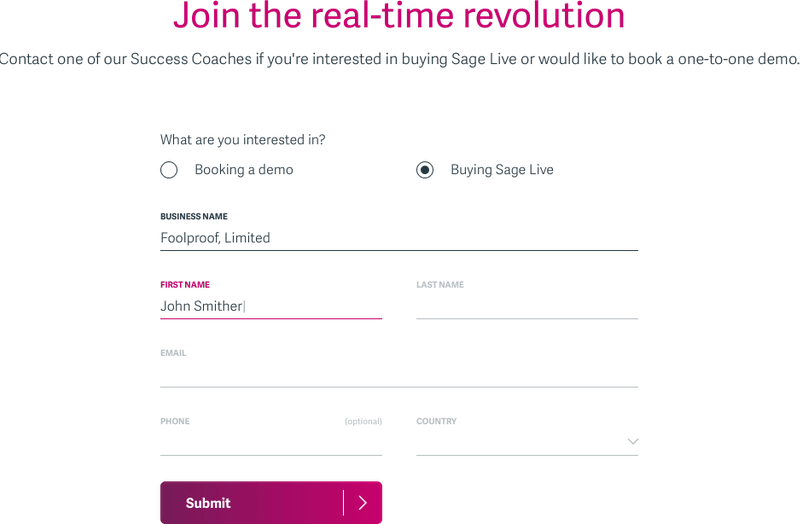 Join the real-time revolution
Contact one of our Success Coaches if you're interested in buying Sage Live or would like to book a one-to-one demo.
What are you interested in?
Booking a demo Buying Sage Live
BUSINESS NAME
Foolproof, Limited
FIRST NAME LAST NAME
John Smither
EMAIL
PHONE (optional) COUNTRY
Submit